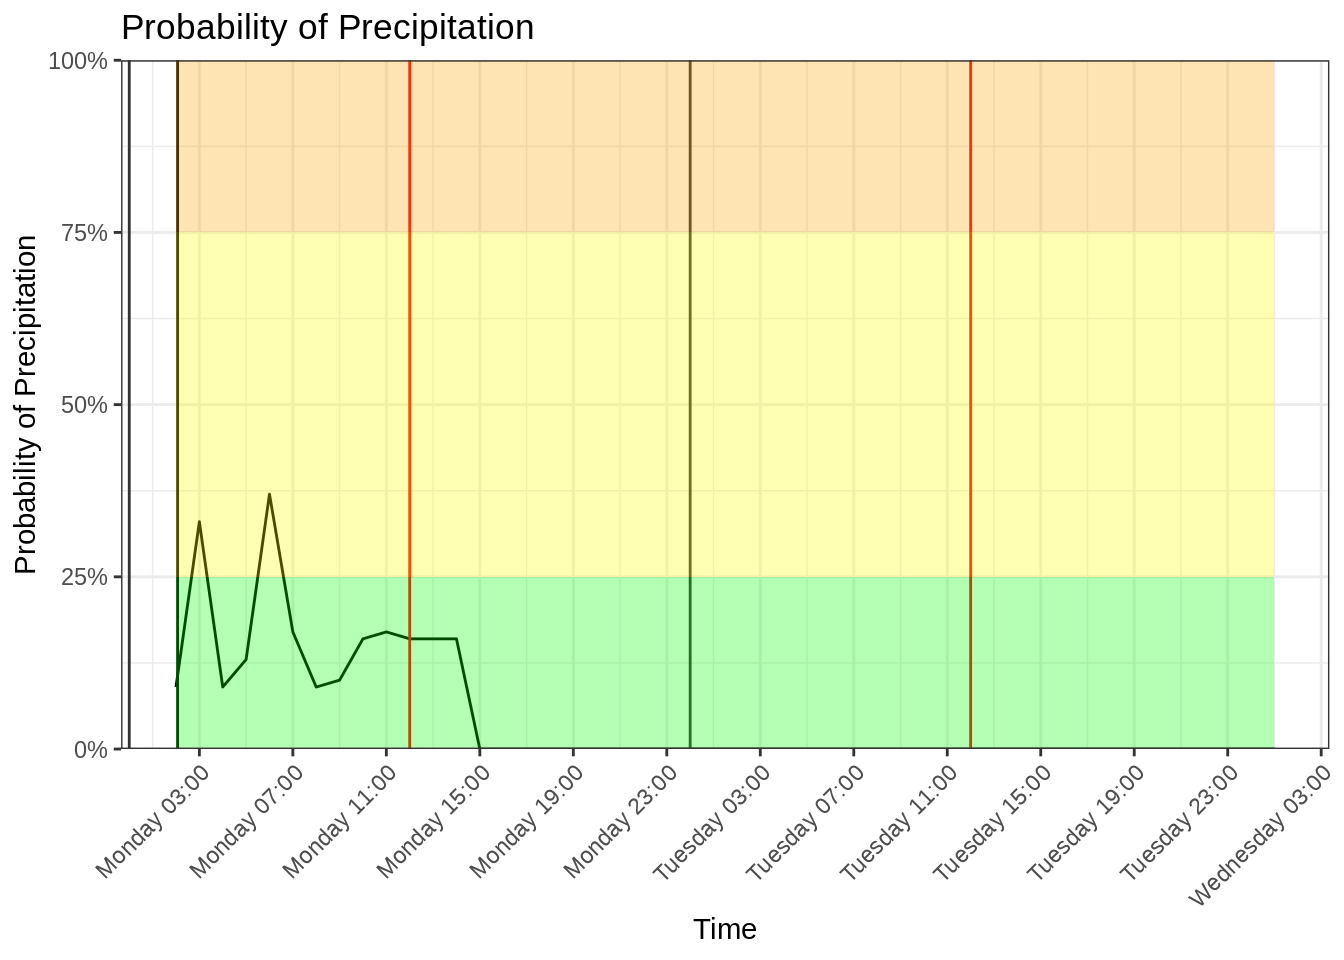 Probability of Precipitation
Probability of Precipitation
100%
75%
50%
25%
0%
Monday 03:00
Monday 07:00
Monday 11:00
Monday 15:00
Monday 19:00
Monday 23:00
Tuesday 03:00
Tuesday 07:00
Tuesday 11:00
Tuesday 15:00
Tuesday 19:00
Tuesday 23:00
Wednesday 03:00
Time